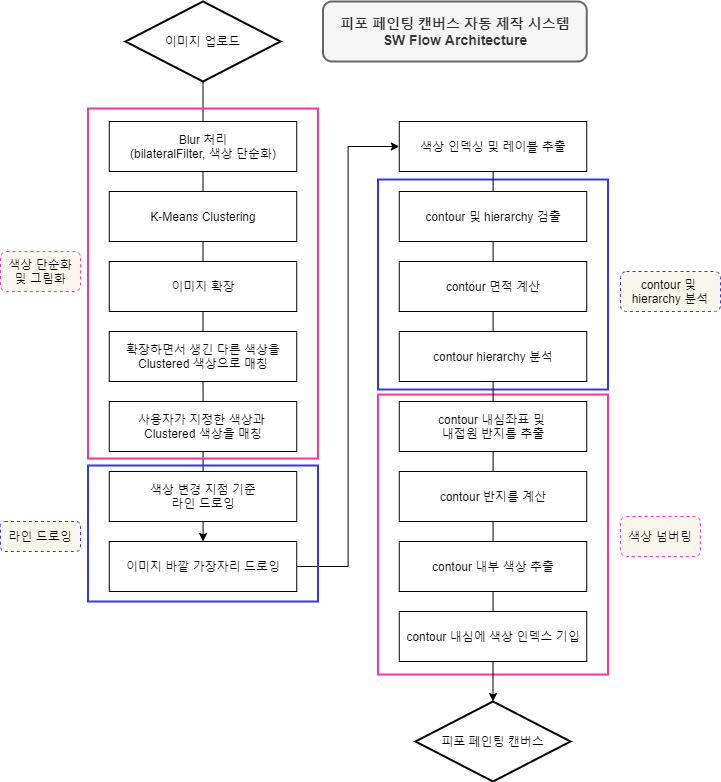 피포 페인팅 캔버스 자동 제작 시스템
SW Flow Architecture
이미지 업로드
색상 단순화
및 그림화
Blur 처리
(bilateralFilter, 색상 단순화)
K-Means Clustering
이미지 확장
확장하면서 생긴 다른 색상을
Clustered 색상으로 매칭
사용자가 지정한 색상과
Clustered 색상을 매칭
라인 드로잉
색상 변경 지점 기준
라인 드로잉
이미지 바깥 가장자리 드로잉
색상 인덱싱 및 레이블 추출
contour 및 hierarchy 검출
contour 면적 계산
contour hierarchy 분석
contour 및
hierarchy 분석
contour 내심좌표 및
내접원 반지름 추출
contour 반지름 계산
contour 내부 색상 추출
contour 내심에 색상 인덱스 기입
색상 넘버링
피포 페인팅 캔버스